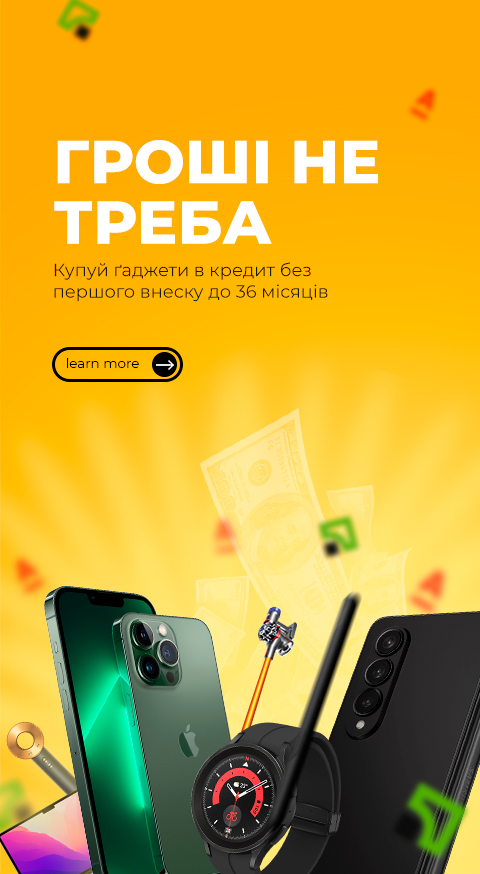 ГРОШІ НЕ
ТРЕБА
Купуй ґаджети в кредит без
першого внеску до 36 місяців
learn more